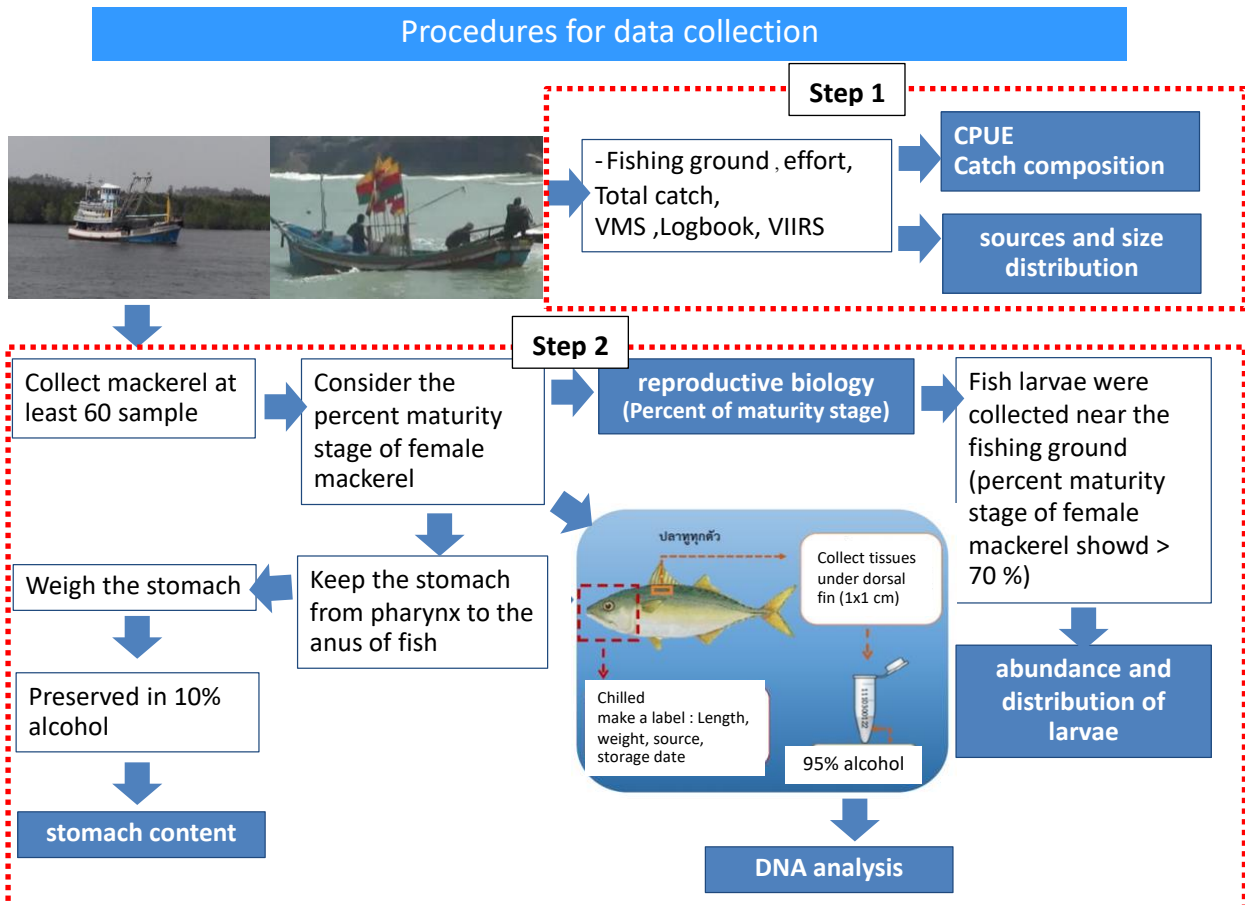 Procedures for data collection
Step 1
- Fishing ground , effort,
Total catch,
VMS ,Logbook, VIIRS
CPUE
Catch composition
sources and size
distribution
Step 2
Collect mackerel at
least 60 sample
Consider the
percent maturity
stage of female
mackerel
reproductive biology
(Percent of maturity stage)
Fish larvae were
collected near the
fishing ground
(percent maturity
stage of female
mackerel showd >
70 %)
Weigh the stomach
Keep the stomach
from pharynx to the
anus of fish
ปลาทูทุกตัว
Collect tissues
under dorsal
fin (1x1 cm)
Preserved in 10%
alcohol
Chilled
make a label : Length,
weight, source,
storage date
95% alcohol
abundance and
distribution of
larvae
stomach content
DNA analysis